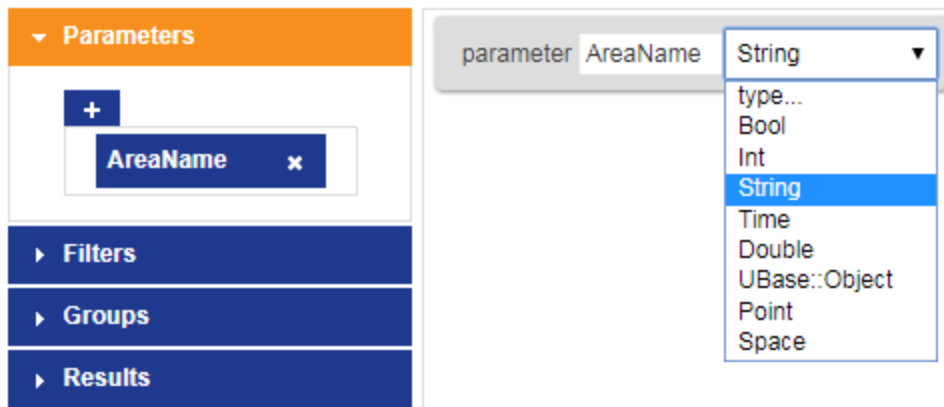 Parameters
+
AreaName ×
Filters
Groups
Results
parameter AreaName String
type...
Bool
Int
String
Time
Double
UBase::Object
Point
Space